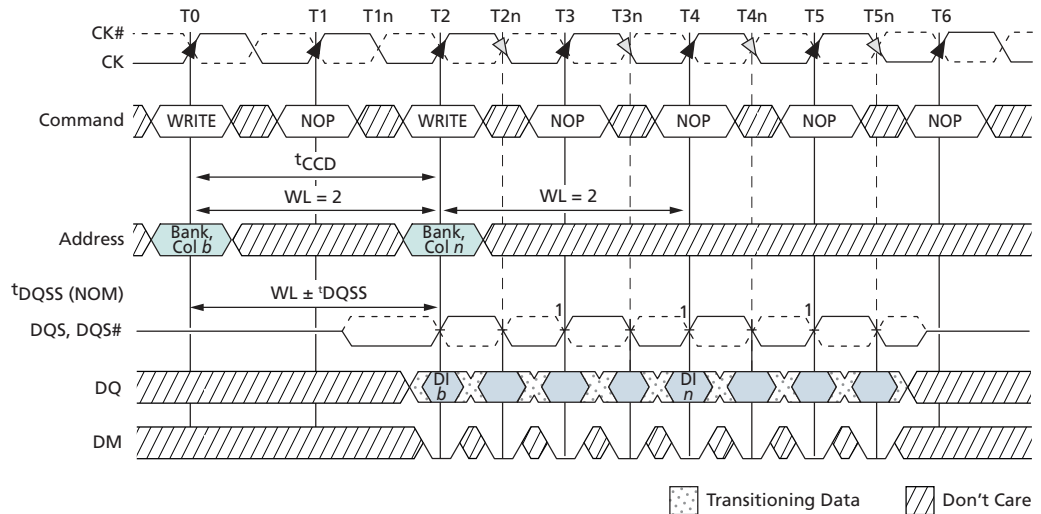 T0 T1 T1n T2 T2n T3 T3n T4 T4n T5 T5n T6
CK#
CK
Command WRITE NOP WRITE NOP NOP NOP NOP
tCCD
WL = 2 WL = 2
Address Bank, Col b Bank, Col n
tDQSS (NOM) WL ± tDQSS
DQS, DQS# 1 1 1
DQ DI b DI n
DM
Transitioning Data Don't Care